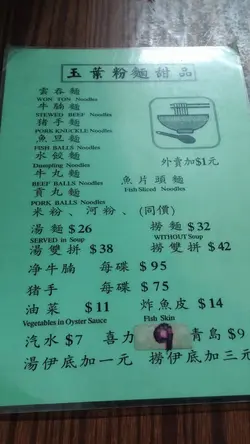 玉葉粉麵甜品
雲吞麵
WON TON Noodles
牛腩麵
STEWED BEEF Noodles
豬手麵
PORK KNUCKLE Noodles
魚旦麵
FISH BALLS Noodles
水餃麵
Dumpling Noodles
牛丸麵
BEEF BALLS Noodles
貢丸麵
PORK BALLS Noodles
外賣加$1元
魚片頭麵
Fish Sliced Noodles
米粉、河粉、(同價)
湯麵 $26 撈麵 $32
SERVED in Soup WITHOUT Soup
湯雙拼 $38 撈雙拼 $42
净牛腩 每碟 $95
豬手 每碟 $75
油菜 $11 炸魚皮 $14
Vegetables in Oyster Sauce Fish Skin
汽水 $7 喜力 9 青島 $9
湯伊底加一元 撈伊底加三元